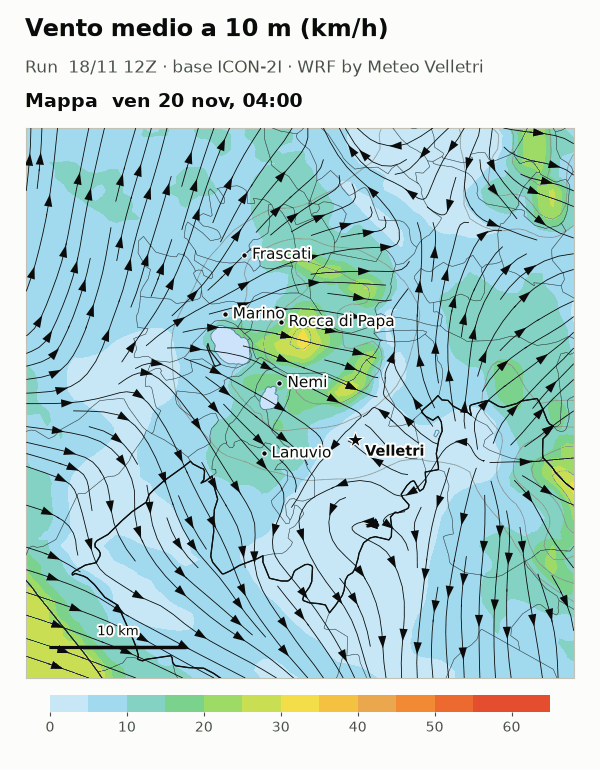 Vento medio a 10 m (km/h)
Run 18/11 12Z · base ICON-2I · WRF by Meteo Velletri
Mappa ven 20 nov, 04:00
Frascati
Marino
Rocca di Papa
Nemi
Velletri
Lanuvio
10 km
0 10 20 30 40 50 60